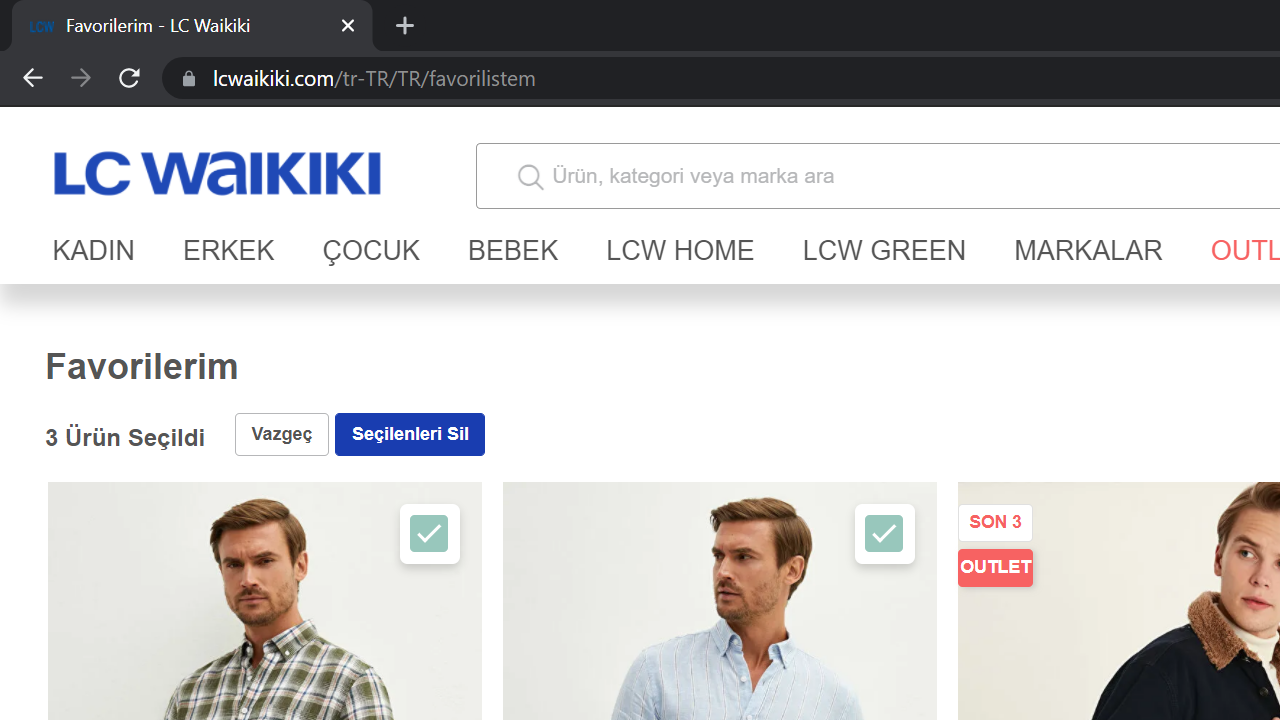 LCW Favorilerim - LC Waikiki
lcwaikiki.com/tr-TR/TR/favorilistem
LC WAIKIKI
Ürün, kategori veya marka ara
KADIN ERKEK ÇOCUK BEBEK LCW HOME LCW GREEN MARKALAR OUTL
Favorilerim
3 Ürün Seçildi Vazgeç Seçilenleri Sil
SON 3
OUTLET